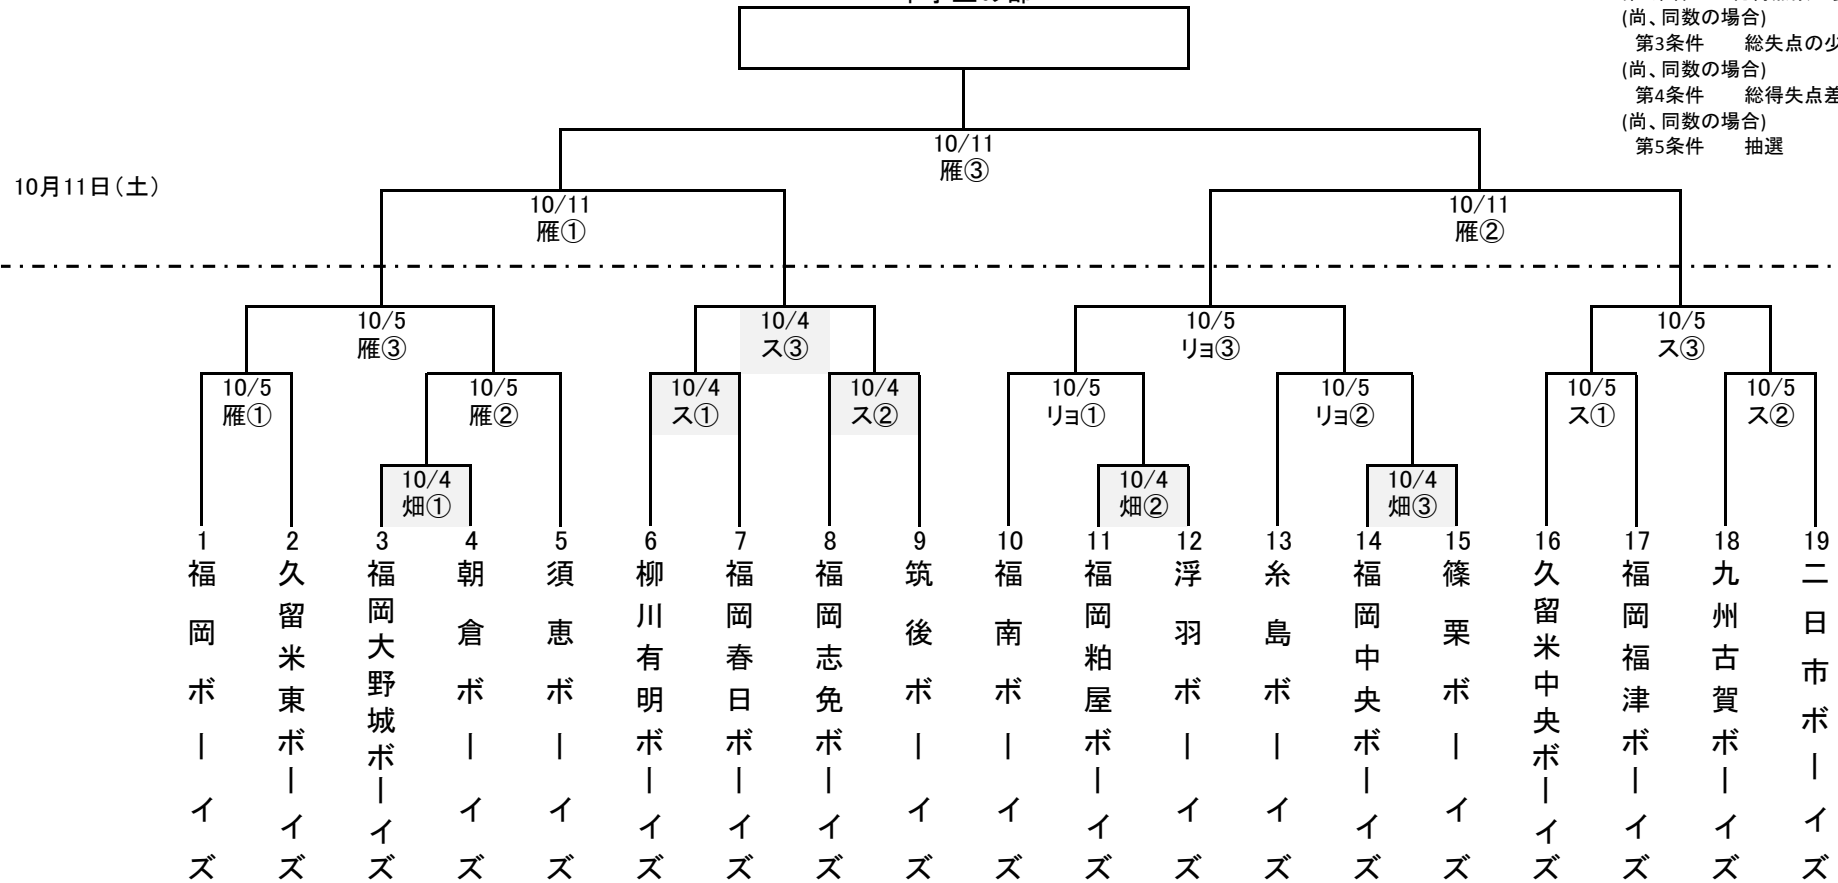 (尚、同数の場合)
第3条件 総失点の少
(尚、同数の場合)
第4条件 総得失点差
(尚、同数の場合)
第5条件 抽選
10/11
雁③
10月11日(土)
10/11
雁①
10/11
雁②
10/5
雁③
10/4
ス③
10/5
リョ③
10/5
ス③
10/5
雁①
10/5
雁②
10/4
ス①
10/4
ス②
10/5
リョ①
10/5
リョ②
10/5
ス①
10/5
ス②
10/4
畑①
10/4
畑②
10/4
畑③
1
福岡ボーイズ
2
久留米東ボーイズ
3
福岡大野城ボーイズ
4
朝倉ボーイズ
5
須恵ボーイズ
6
柳川有明ボーイズ
7
福岡春日ボーイズ
8
福岡志免ボーイズ
9
筑後ボーイズ
10
福南ボーイズ
11
福岡粕屋ボーイズ
12
浮羽ボーイズ
13
糸島ボーイズ
14
福岡中央ボーイズ
15
篠栗ボーイズ
16
久留米中央ボーイズ
17
福岡福津ボーイズ
18
九州古賀ボーイズ
19
二日市ボーイズ